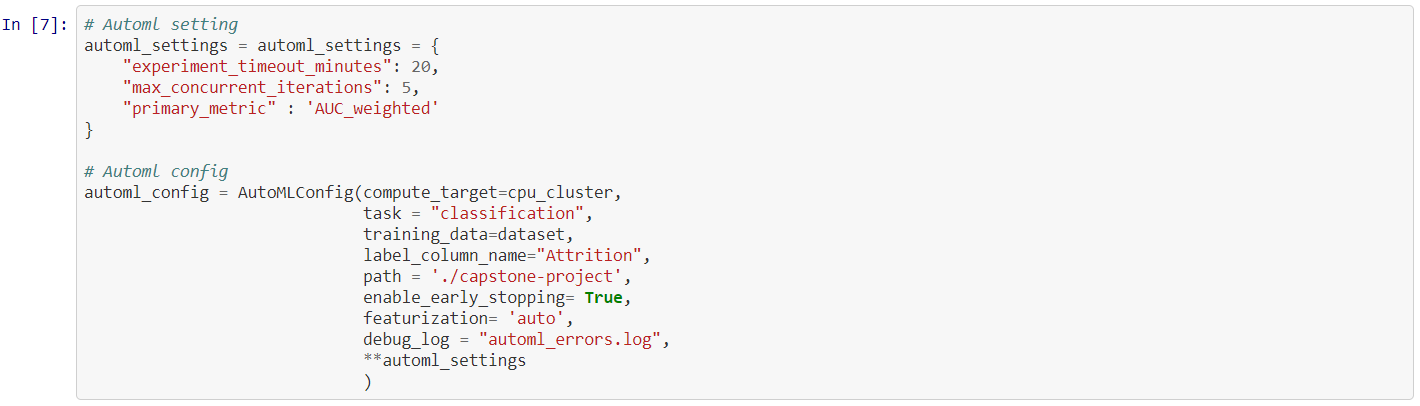 In [7]: # Automl setting
automl_settings = automl_settings = {
    "experiment_timeout_minutes": 20,
    "max_concurrent_iterations": 5,
    "primary_metric" : 'AUC_weighted'
}

# Automl config
automl_config = AutoMLConfig(compute_target=cpu_cluster,
                             task = "classification",
                             training_data=dataset,
                             label_column_name="Attrition",
                             path = './capstone-project',
                             enable_early_stopping= True,
                             featurization= 'auto',
                             debug_log = "automl_errors.log",
                             **automl_settings
                             )